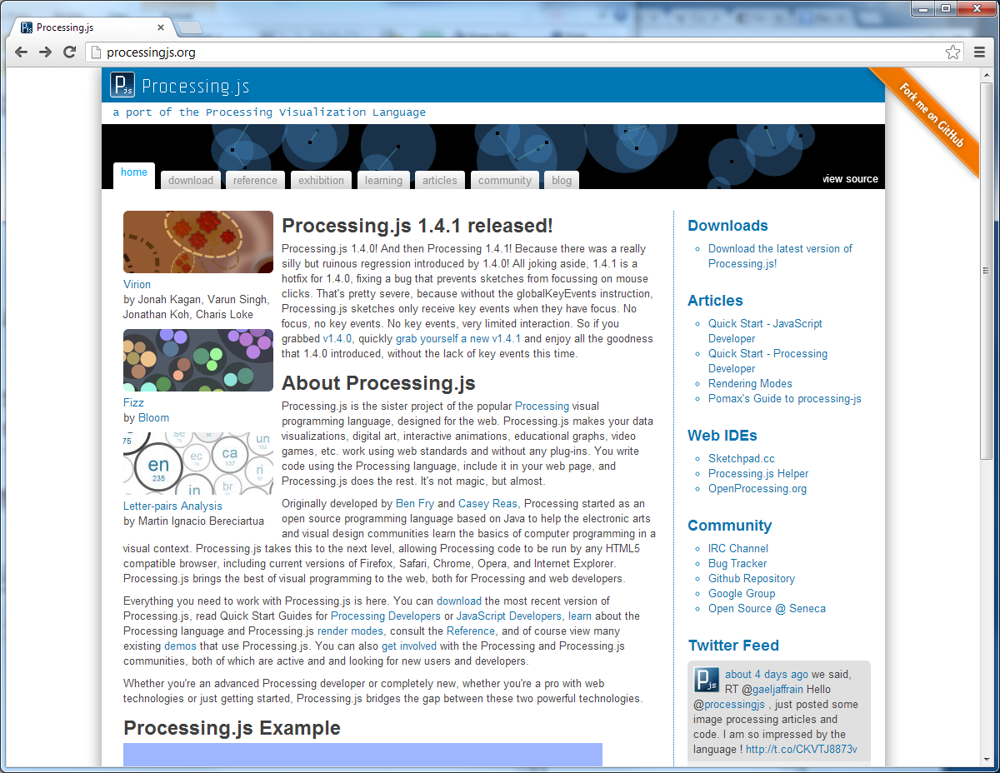 Processing.js
processingjs.org
Pjs Processing.js
a port of the Processing Visualization Language
Fork me on GitHub
home
download
reference
exhibition
learning
articles
community
blog
view source
Virion
by Jonah Kagan, Varun Singh,
Jonathan Koh, Charis Loke
Fizz
by Bloom
75
se
un
102
en
235
ec
74
ca
137
ri
in
br
Letter-pairs Analysis
by Martin Ignacio Bereciartua
Processing.js 1.4.1 released!
Processing.js 1.4.0! And then Processing 1.4.1! Because there was a really
silly but ruinous regression introduced by 1.4.0! All joking aside, 1.4.1 is a
hotfix for 1.4.0, fixing a bug that prevents sketches from focussing on mouse
clicks. That's pretty severe, because without the globalKeyEvents instruction,
Processing.js sketches only receive key events when they have focus. No
focus, no key events. No key events, very limited interaction. So if you
grabbed v1.4.0, quickly grab yourself a new v1.4.1 and enjoy all the goodness
that 1.4.0 introduced, without the lack of key events this time.
About Processing.js
Processing.js is the sister project of the popular Processing visual
programming language, designed for the web. Processing.js makes your data
visualizations, digital art, interactive animations, educational graphs, video
games, etc. work using web standards and without any plug-ins. You write
code using the Processing language, include it in your web page, and
Processing.js does the rest. It's not magic, but almost.
Originally developed by Ben Fry and Casey Reas, Processing started as an
open source programming language based on Java to help the electronic arts
and visual design communities learn the basics of computer programming in a
visual context. Processing.js takes this to the next level, allowing Processing code to be run by any HTML5
compatible browser, including current versions of Firefox, Safari, Chrome, Opera, and Internet Explorer.
Processing.js brings the best of visual programming to the web, both for Processing and web developers.
Everything you need to work with Processing.js is here. You can download the most recent version of
Processing.js, read Quick Start Guides for Processing Developers or JavaScript Developers, learn about the
Processing language and Processing.js render modes, consult the Reference, and of course view many
existing demos that use Processing.js. You can also get involved with the Processing and Processing.js
communities, both of which are active and and looking for new users and developers.
Whether you're an advanced Processing developer or completely new, whether you're a pro with web
technologies or just getting started, Processing.js bridges the gap between these two powerful technologies.
Processing.js Example
Downloads
Download the latest version of
Processing.js!
Articles
Quick Start - JavaScript
Developer
Quick Start - Processing
Developer
Rendering Modes
Pomax's Guide to processing-js
Web IDEs
Sketchpad.cc
Processing.js Helper
OpenProcessing.org
Community
IRC Channel
Bug Tracker
Github Repository
Google Group
Open Source @ Seneca
Twitter Feed
Pjs
about 4 days ago we said,
RT @gaeljaffrain Hello
@processingjs , just posted some
image processing articles and
code. I am so impressed by the
language ! http://t.co/CKVTJ8873v